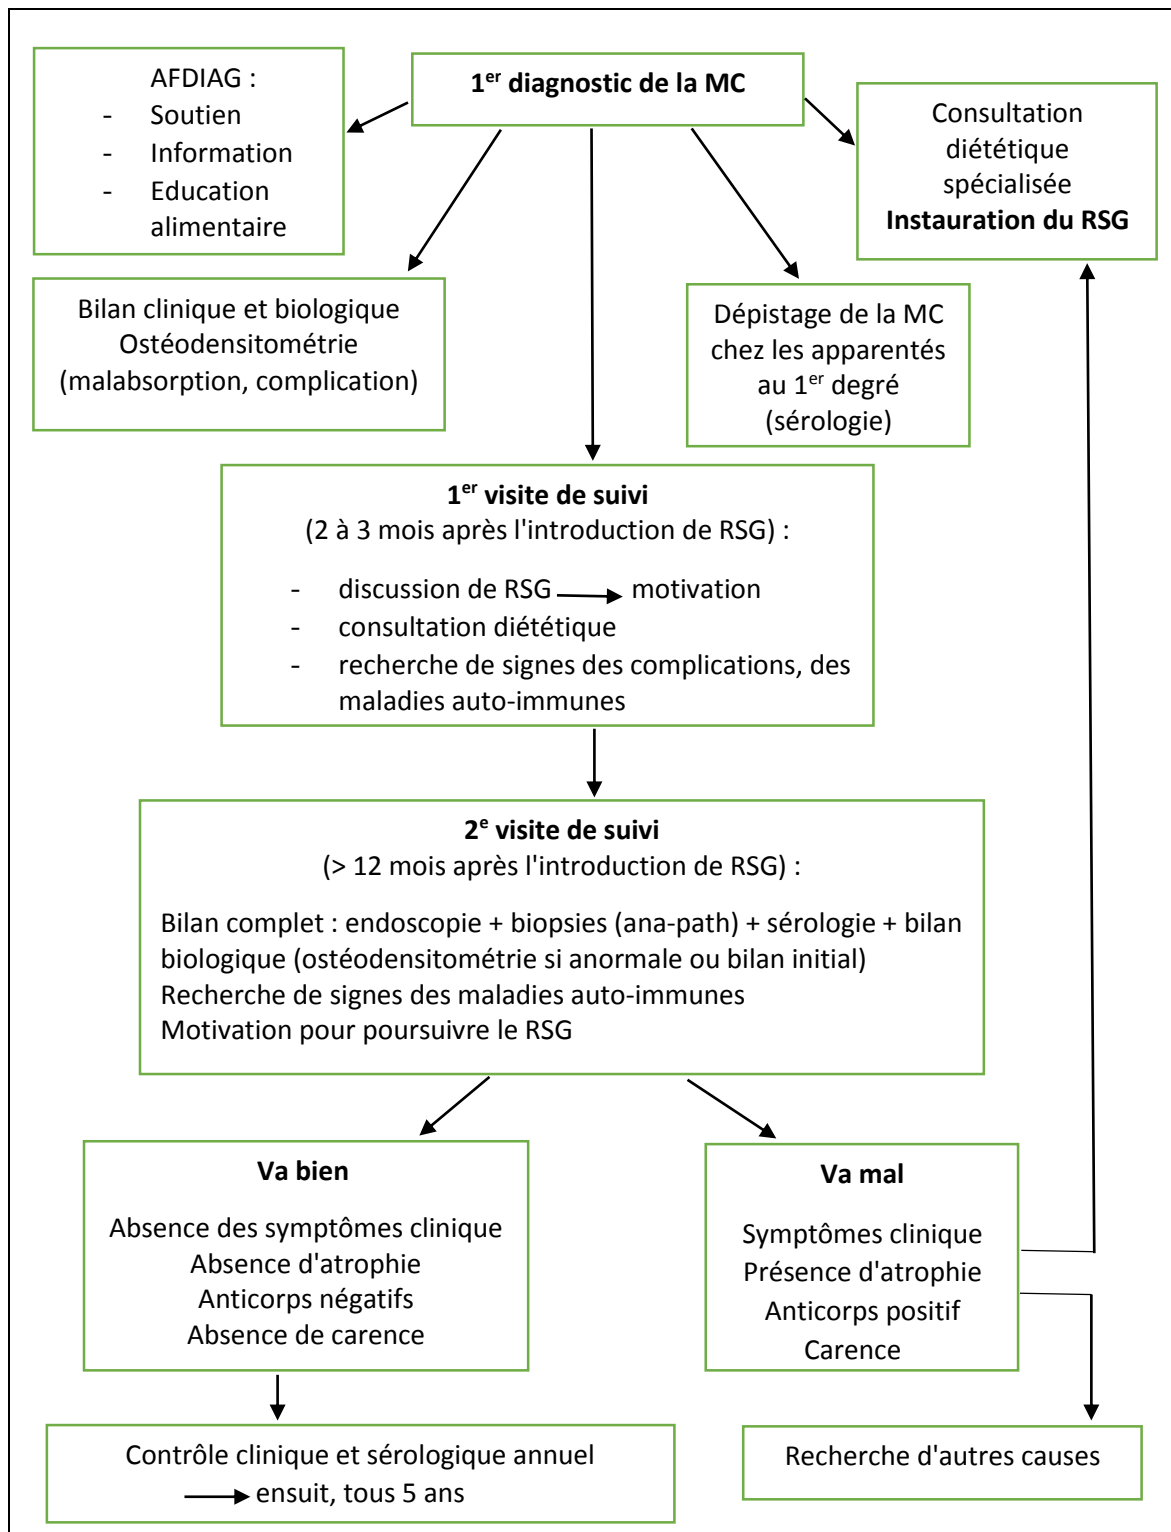 AFDIAG :
- Soutien
- Information
- Education
alimentaire
1er diagnostic de la MC
Consultation
diététique
spécialisée
Instauration du RSG
Bilan clinique et biologique
Ostéodensitométrie
(malabsorption, complication)
Dépistage de la MC
chez les apparentés
au 1er degré
(sérologie)
1er visite de suivi
(2 à 3 mois après l'introduction de RSG) :
- discussion de RSG → motivation
- consultation diététique
- recherche de signes des complications, des
maladies auto-immunes
2e visite de suivi
(> 12 mois après l'introduction de RSG) :
Bilan complet : endoscopie + biopsies (ana-path) + sérologie + bilan
biologique (ostéodensitométrie si anormale ou bilan initial)
Recherche de signes des maladies auto-immunes
Motivation pour poursuivre le RSG
Va bien
Absence des symptômes clinique
Absence d'atrophie
Anticorps négatifs
Absence de carence
Va mal
Symptômes clinique
Présence d'atrophie
Anticorps positif
Carence
Contrôle clinique et sérologique annuel
→ ensuit, tous 5 ans
Recherche d'autres causes